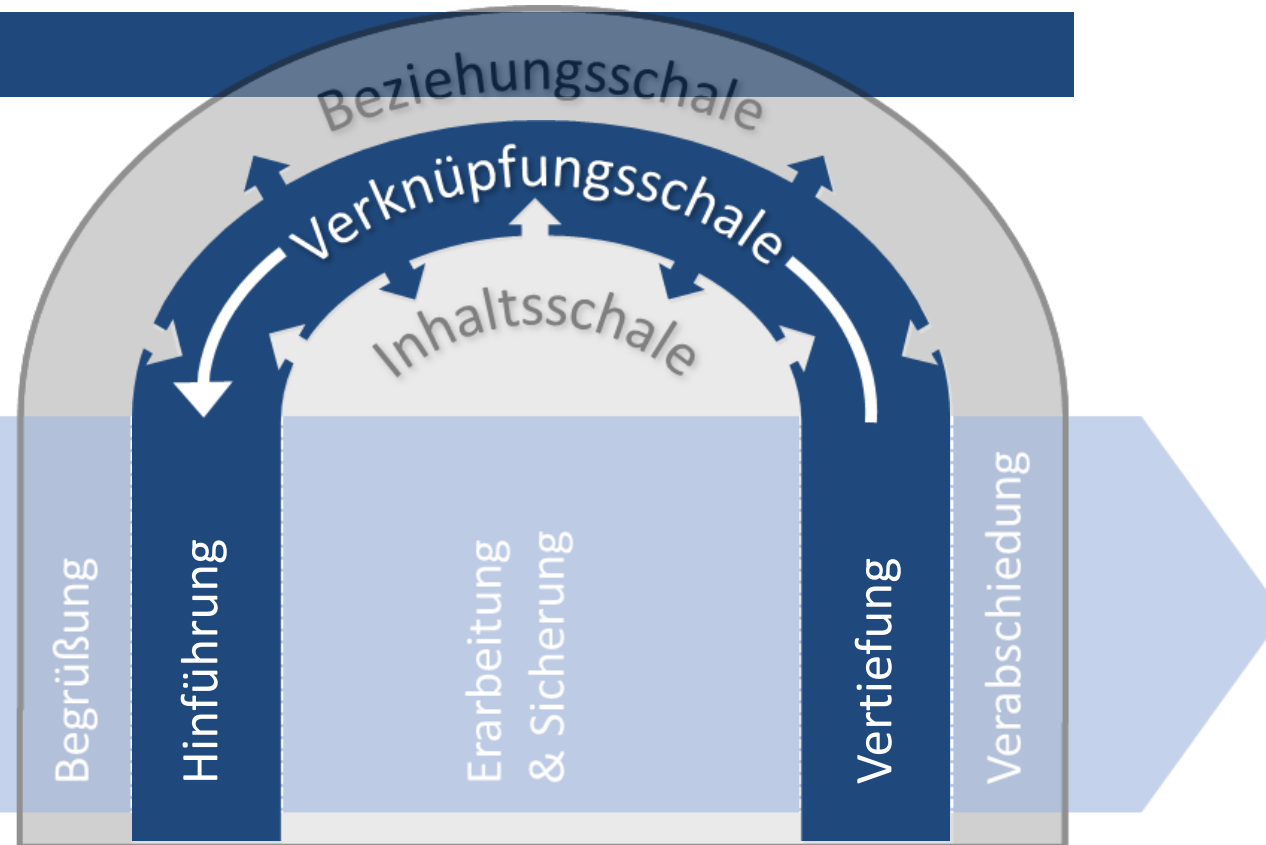 Beziehungsschale
Verknüpfungsschale
Inhaltsschale
Begrüßung
Hinführung
Erarbeitung
& Sicherung
Vertiefung
Verabschiedung